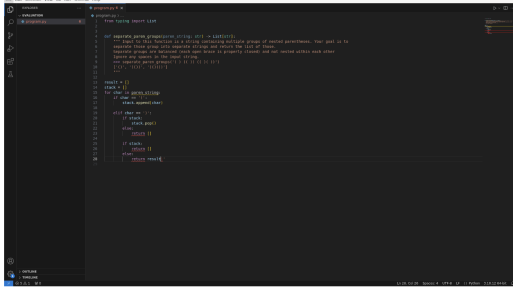 EXPLORER
EVALUATION
program.py
program.py
from typing import List
def separate_paren_groups(paren_string: str) -> List[str]:
""" Input to this function is a string containing multiple groups of nested parentheses. Your goal is to
separate those group into separate strings and return the list of those.
Separate groups are balanced (each open brace is properly closed) and not nested within each other
Ignore any spaces in the input string.
>>> separate_paren_groups('( ) (( )) (( )( ))')
['()', '(())', '(()())']
"""
result = []
stack = []
for char in paren_string:
if char == '(':
stack.append(char)
elif char == ')':
if stack:
stack.pop()
else:
return []
if stack:
return []
else:
return result
OUTLINE
TIMELINE